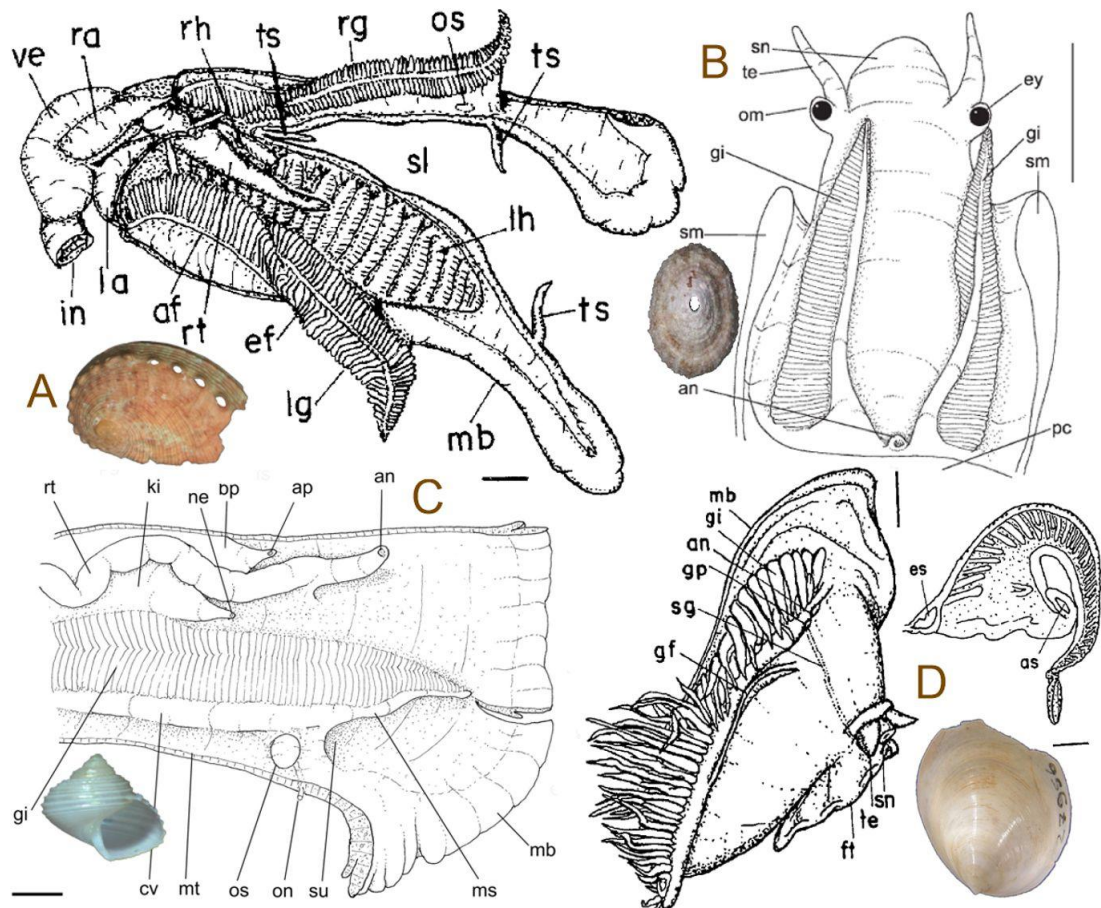 ve
ra
rh
ts
rg
os
ts
sl
lh
in
la
af
rt
ef
lg
mb
ts
A
B
sn
te
om
ey
gi
gi
sm
sm
an
pc
C
rt
ki
ne
bp
ap
an
gi
cv
mt
os
on
su
ms
mb
D
mb
gi
an
gp
sg
gf
sn
te
ft
es
as